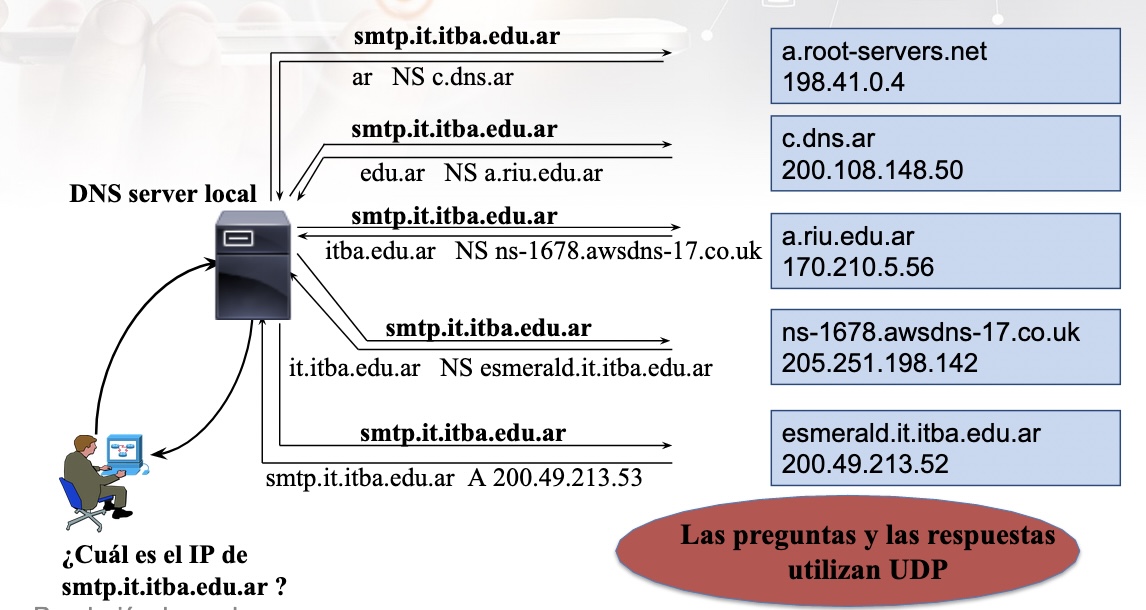 smtp.it.itba.edu.ar
ar NS c.dns.ar
a.root-servers.net
198.41.0.4
smtp.it.itba.edu.ar
edu.ar NS a.riu.edu.ar
c.dns.ar
200.108.148.50
DNS server local
smtp.it.itba.edu.ar
itba.edu.ar NS ns-1678.awsdns-17.co.uk
a.riu.edu.ar
170.210.5.56
smtp.it.itba.edu.ar
it.itba.edu.ar NS esmerald.it.itba.edu.ar
ns-1678.awsdns-17.co.uk
205.251.198.142
smtp.it.itba.edu.ar
smtp.it.itba.edu.ar A 200.49.213.53
esmerald.it.itba.edu.ar
200.49.213.52
¿Cuál es el IP de
smtp.it.itba.edu.ar ?
Las preguntas y las respuestas
utilizan UDP